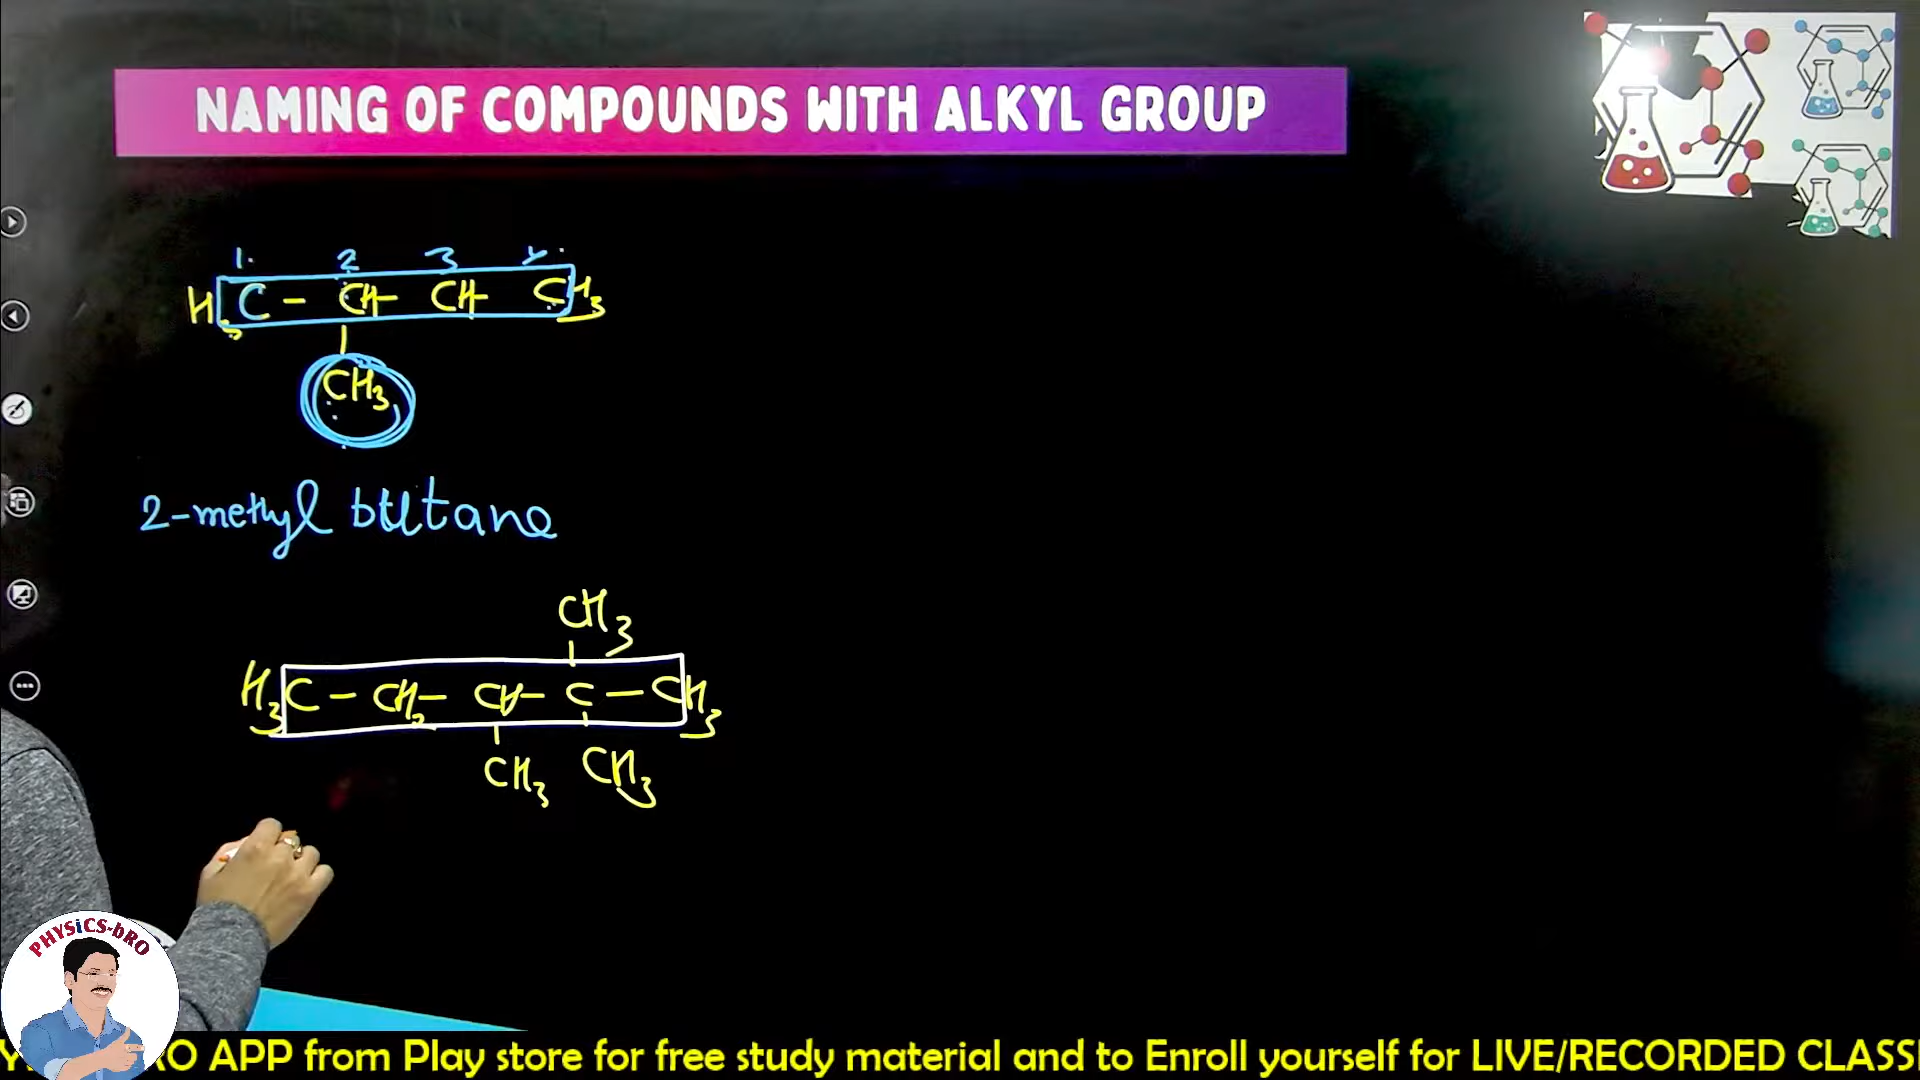 NAMING OF COMPOUNDS WITH ALKYL GROUP
1 2 3 4
H3C - CH - CH CH3
CH3
2-methyl butane
CH3
H3C - CH2 - CH - C - CH3
CH3 CH3
PHYSiCS-bRO
RO APP from Play store for free study material and to Enroll yourself for LIVE/RECORDED